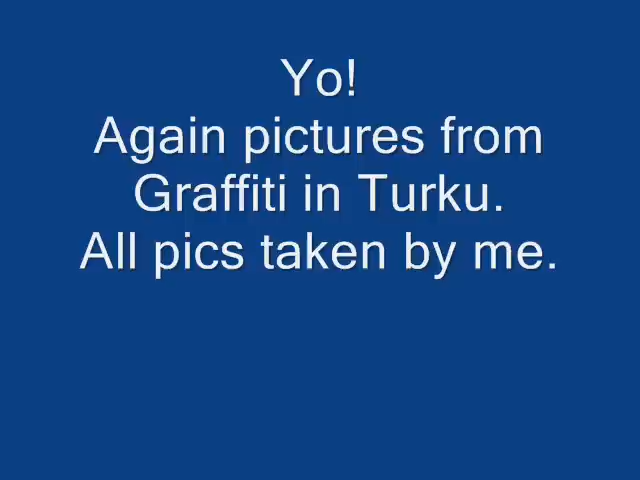 Yo!
Again pictures from
Graffiti in Turku.
All pics taken by me.